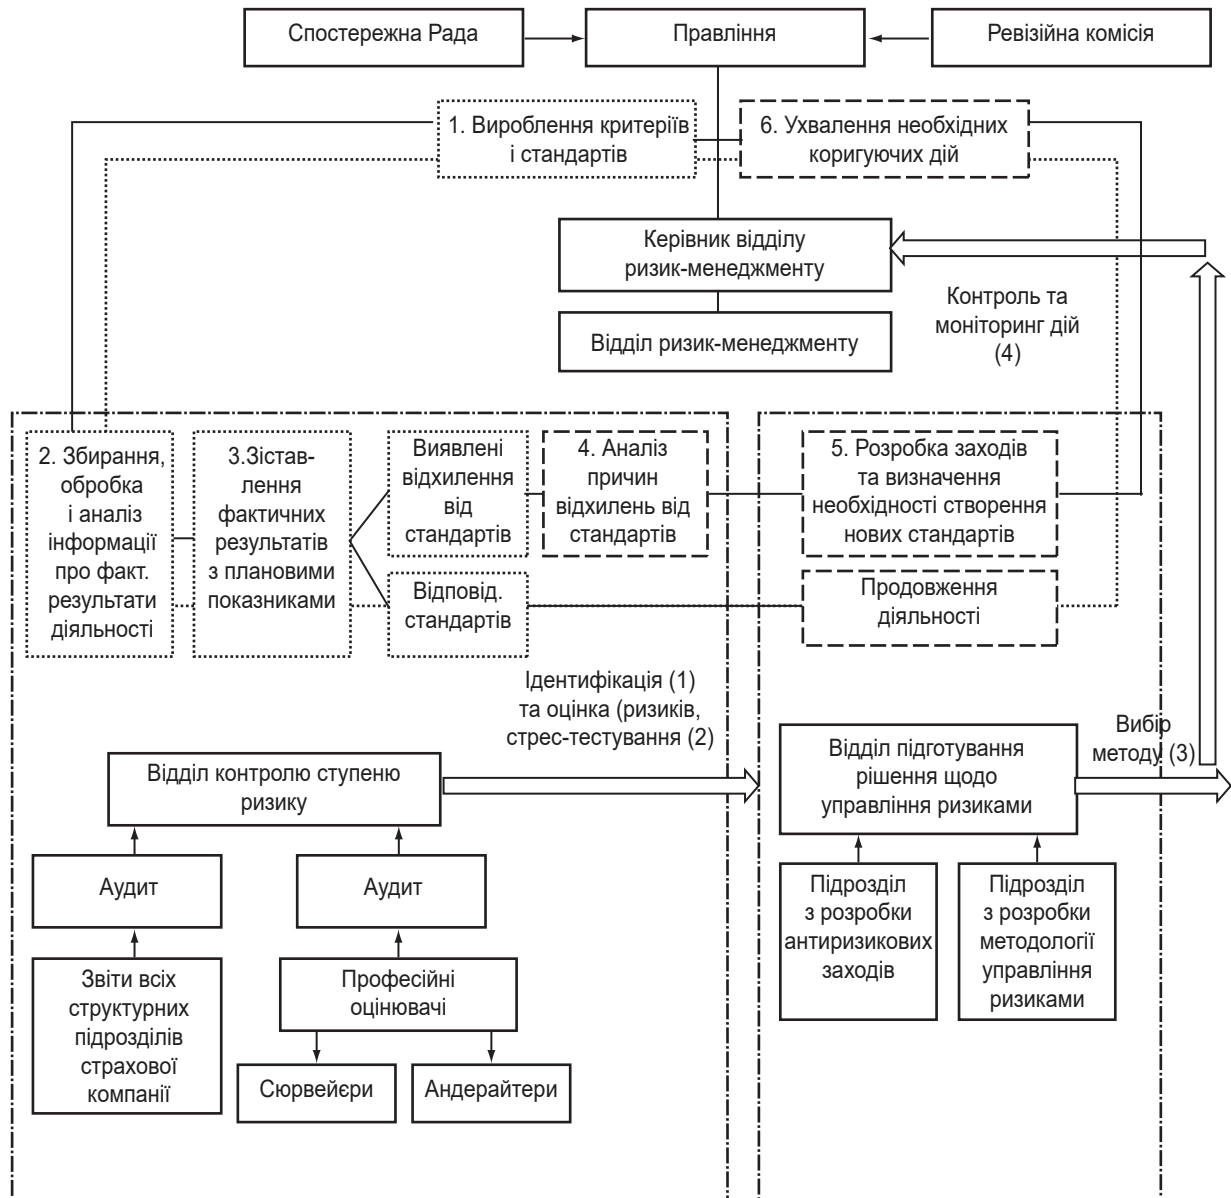 Спостережна Рада
Правління
Ревізійна комісія
1. Вироблення критеріїв
і стандартів
6. Ухвалення необхідних
коригуючих дій
Керівник відділу
ризик-менеджменту
Контроль та
моніторинг дій
(4)
Відділ ризик-менеджменту
2. Збирання,
обробка
і аналіз
інформації
про факт.
результати
діяльності
3.Зістав-
лення
фактичних
результатів
з плановими
показниками
Виявлені
відхилення
від
стандартів
4. Аналіз
причин
відхилень від
стандартів
5. Розробка заходів
та визначення
необхідності створення
нових стандартів
Відповід.
стандартів
Продовження
діяльності
Ідентифікація (1)
та оцінка (ризиків,
стрес-тестування (2)
Вибір
методу (3)
Відділ контролю ступеню
ризику
Відділ підготування
рішення щодо
управління ризиками
Аудит
Аудит
Підрозділ
з розробки
антиризикових
заходів
Підрозділ
з розробки
методології
управління
ризиками
Звіти всіх
структурних
підрозділів
страхової
компанії
Професійні
оцінювачі
Сюрвейєри
Андерайтери